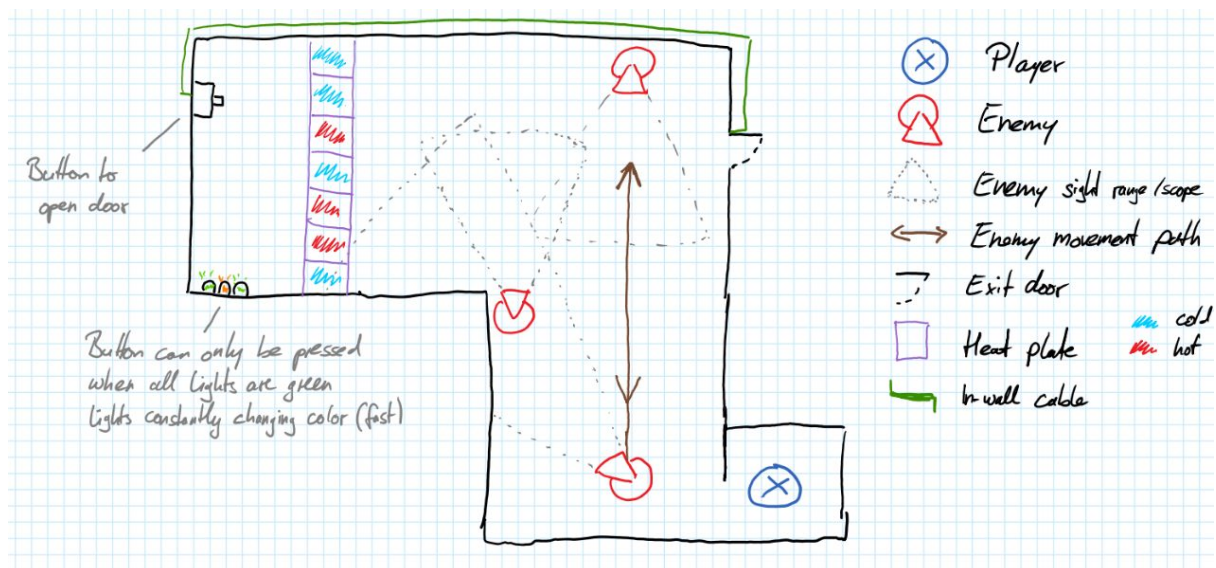 Button to
open door
Button can only be pressed
when all lights are green
lights constantly changing color (fast)
Player
Enemy
Enemy sight range/scope
Enemy movement path
Exit door
Heat plate
cold
hot
In-wall cable